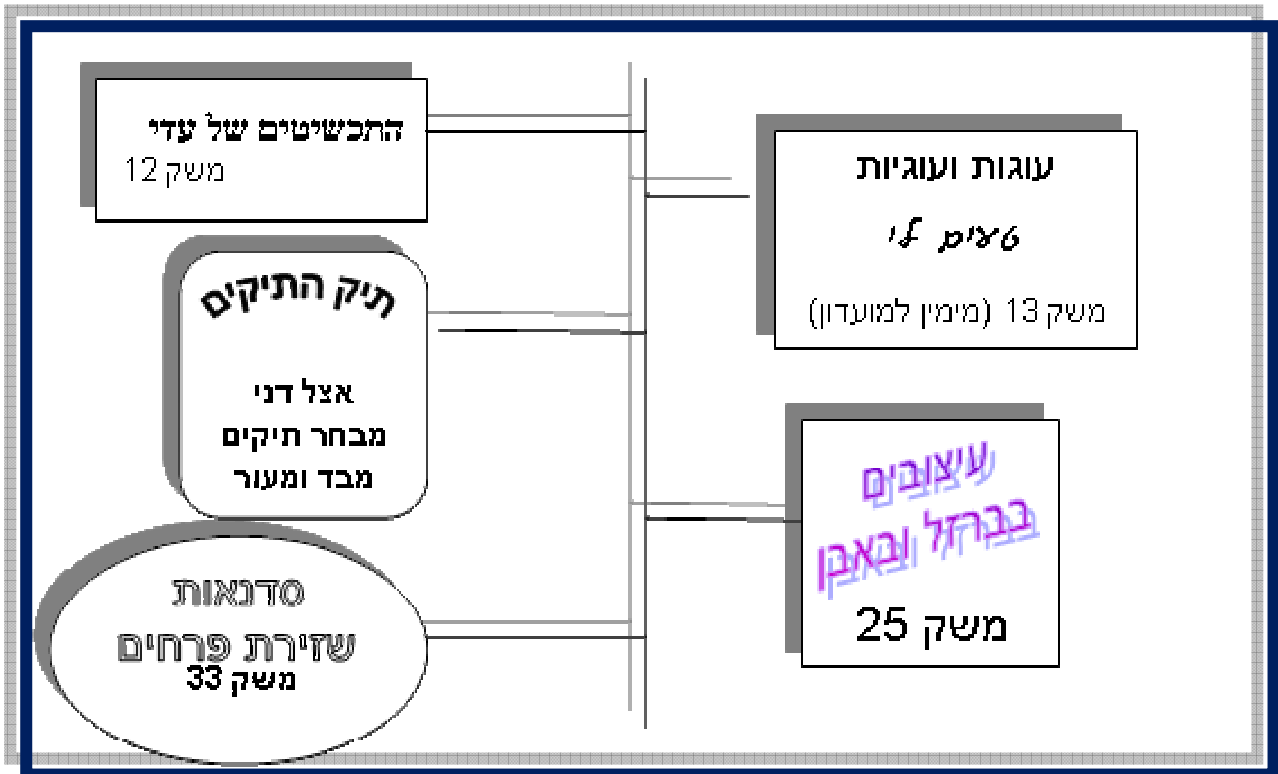 התכשיטים של עדי
משק 12
עוגות ועוגיות
טעים לי
משק 13 (מימין למועדון)
תיק התיקים
אצל דני
מבחר תיקים
מבד ומעור
עיצובים
בברזל ובאבן
משק 25
סדנאות
שזירת פרחים
משק 33